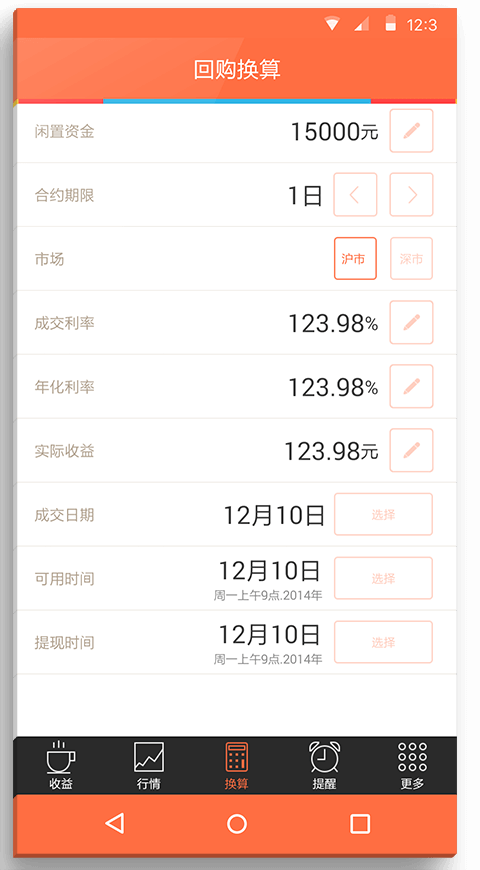 12:3
回购换算
闲置资金 15000元
合约期限 1日
市场 沪市 深市
成交利率 123.98%
年化利率 123.98%
实际收益 123.98元
成交日期 12月10日 选择
可用时间 12月10日 选择
周一上午9点.2014年
提现时间 12月10日 选择
周一上午9点.2014年
收益 行情 换算 提醒 更多